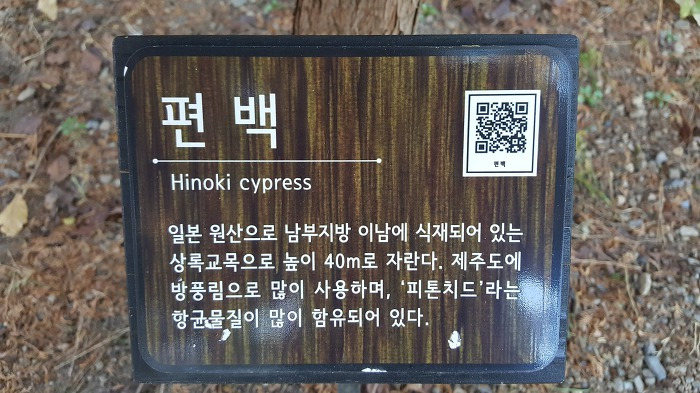 편 백
편백
Hinoki cypress
일본 원산으로 남부지방 이남에 식재되어 있는
상록교목으로 높이 40m로 자란다. 제주도에
방풍림으로 많이 사용하며, ‘피톤치드’라는
항균물질이 많이 함유되어 있다.